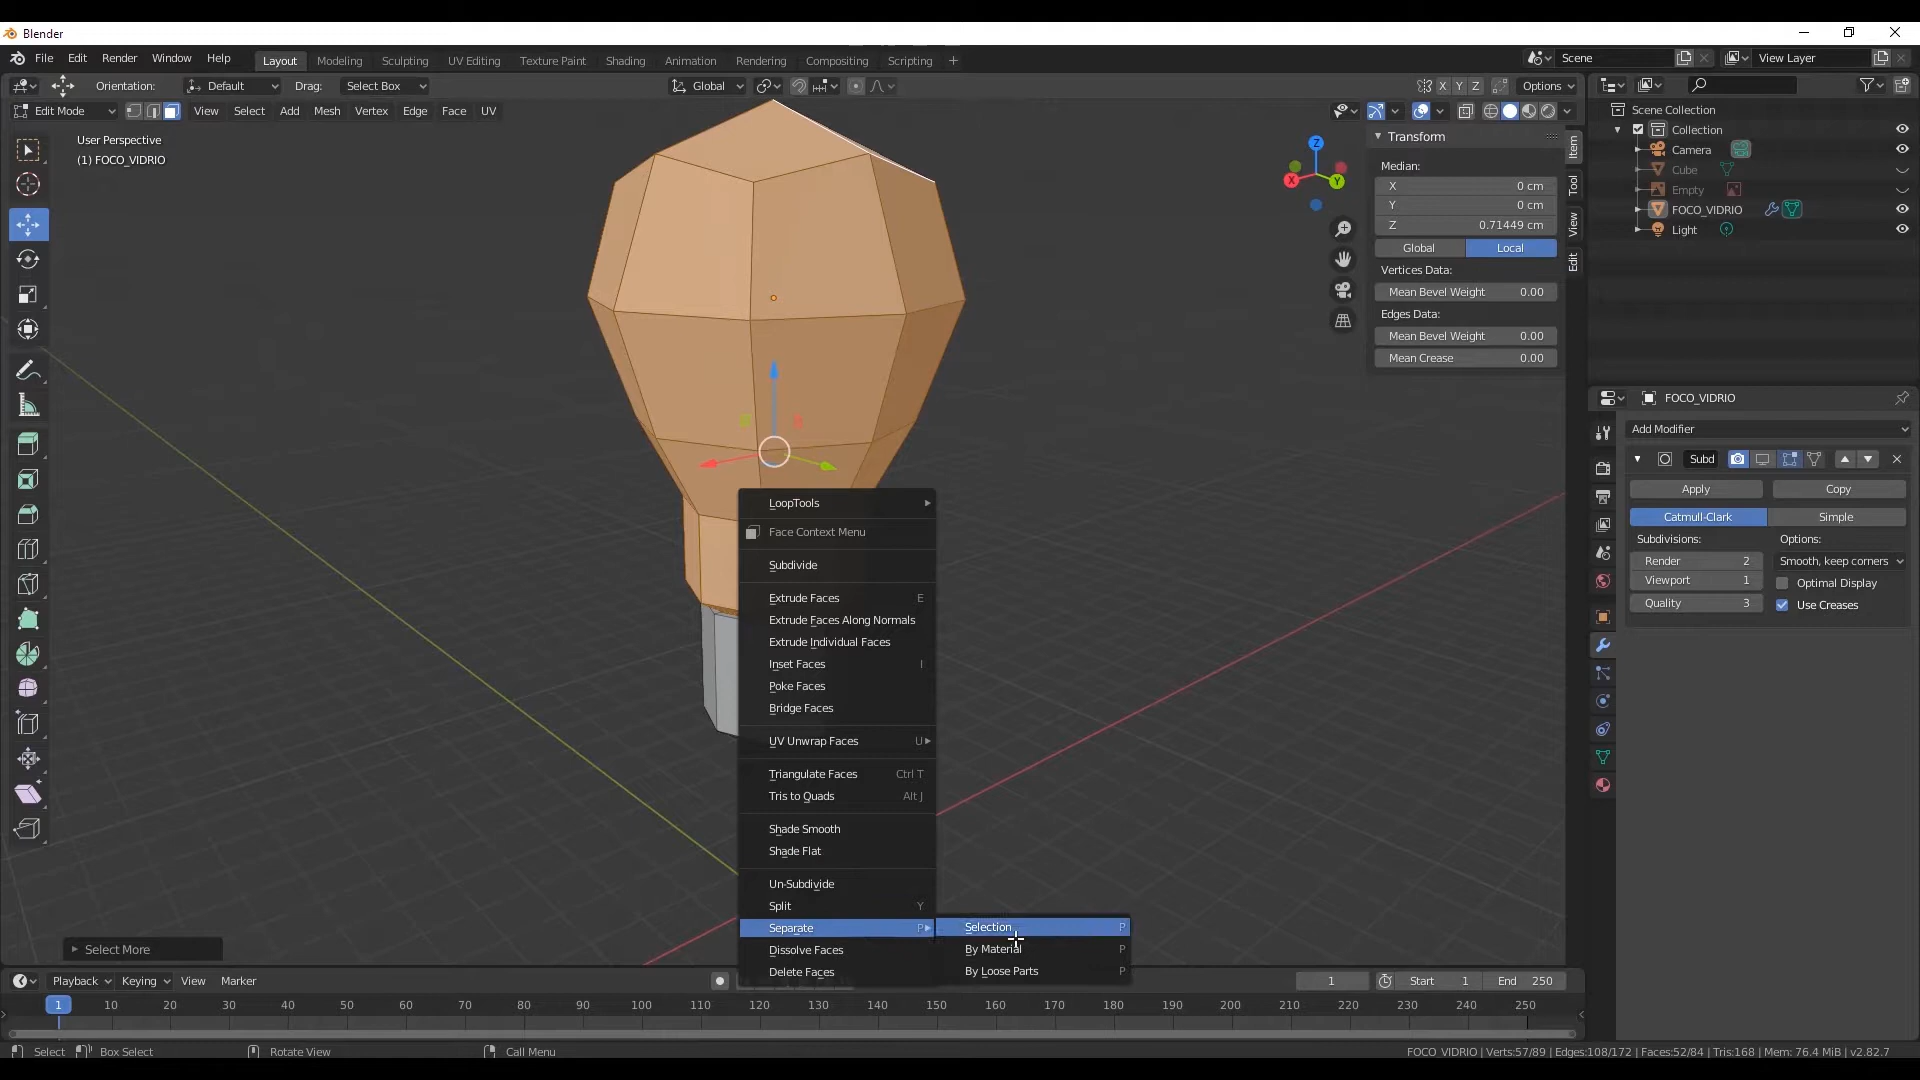 Blender
File Edit Render Window Help Layout Modeling Sculpting UV Editing Texture Paint Shading Animation Rendering Compositing Scripting + Scene View Layer
Orientation: Default Drag: Select Box Global X Y Z Options
Edit Mode View Select Add Mesh Vertex Edge Face UV
User Perspective
(1) FOCO_VIDRIO
Transform
Median:
X 0 cm
Y 0 cm
Z 0.71449 cm
Global Local
Vertices Data:
Mean Bevel Weight 0.00
Edges Data:
Mean Bevel Weight 0.00
Mean Crease 0.00
Item
Tool
View
Edit
Z
X
Y
Scene Collection
Collection
Camera
Cube
Empty
FOCO_VIDRIO
Light
FOCO_VIDRIO
Add Modifier
Subd
Apply Copy
Catmull-Clark Simple
Subdivisions: Options:
Render 2 Smooth, keep corners
Viewport 1 Optimal Display
Quality 3 Use Creases
LoopTools
Face Context Menu
Subdivide
Extrude Faces E
Extrude Faces Along Normals
Extrude Individual Faces
Inset Faces I
Poke Faces
Bridge Faces
UV Unwrap Faces U
Triangulate Faces Ctrl T
Tris to Quads Alt J
Shade Smooth
Shade Flat
Un-Subdivide
Split Y
Separate P
Dissolve Faces
Delete Faces
Selection P
By Material P
By Loose Parts P
Select More
Playback Keying View Marker 1 Start 1 End 250
1 10 20 30 40 50 60 70 80 90 100 110 120 130 140 150 160 170 180 190 200 210 220 230 240 250
Select Box Select Rotate View Call Menu FOCO_VIDRIO | Verts:57/89 | Edges:108/172 | Faces:52/84 | Tris:168 | Mem: 76.4 MiB | v2.82.7